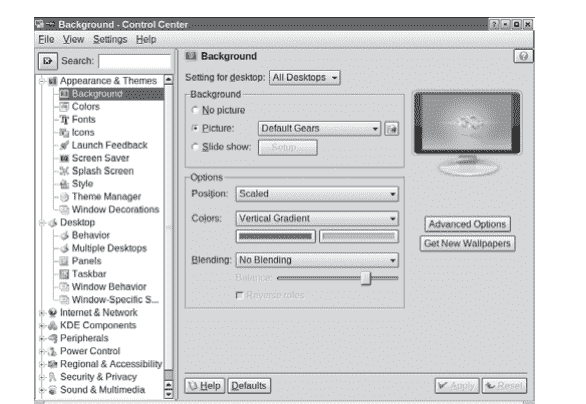 Background - Control Center
File View Settings Help
Search:
Appearance & Themes
Background
Colors
Fonts
Icons
Launch Feedback
Screen Saver
Splash Screen
Style
Theme Manager
Window Decorations
Desktop
Behavior
Multiple Desktops
Panels
Taskbar
Window Behavior
Window-Specific S...
Internet & Network
KDE Components
Peripherals
Power Control
Regional & Accessibility
Security & Privacy
Sound & Multimedia
Background
Setting for desktop: All Desktops
Background
No picture
Picture: Default Gears
Slide show: Setup...
Options
Position: Scaled
Colors: Vertical Gradient
Blending: No Blending
Balance:
Reverse roles
Advanced Options
Get New Wallpapers
Help Defaults Apply Reset